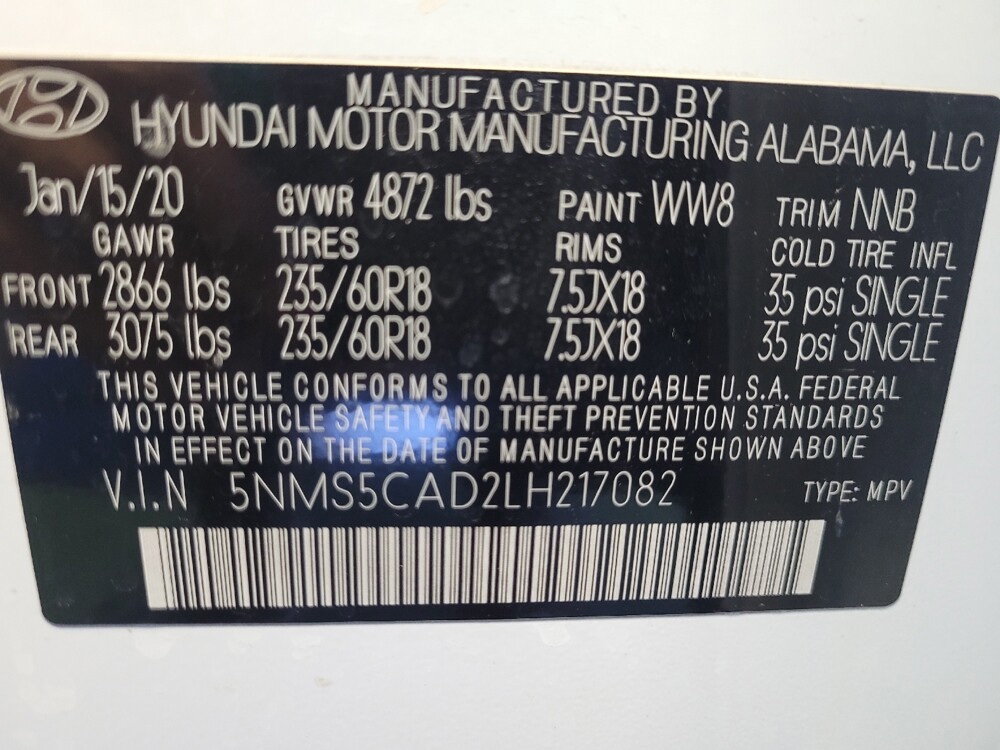 MANUFACTURED BY
HYUNDAI MOTOR MANUFACTURING ALABAMA, LLC
Jan/15/20 GVWR 4872 lbs PAINT WW8 TRIM NNB
GAWR TIRES RIMS COLD TIRE INFL
FRONT 2866 lbs 235/60R18 7.5JX18 35 psi SINGLE
REAR 3075 lbs 235/60R18 7.5JX18 35 psi SINGLE
THIS VEHICLE CONFORMS TO ALL APPLICABLE U.S.A. FEDERAL
MOTOR VEHICLE SAFETY AND THEFT PREVENTION STANDARDS
IN EFFECT ON THE DATE OF MANUFACTURE SHOWN ABOVE
V.I.N 5NMS5CAD2LH217082 TYPE: MPV